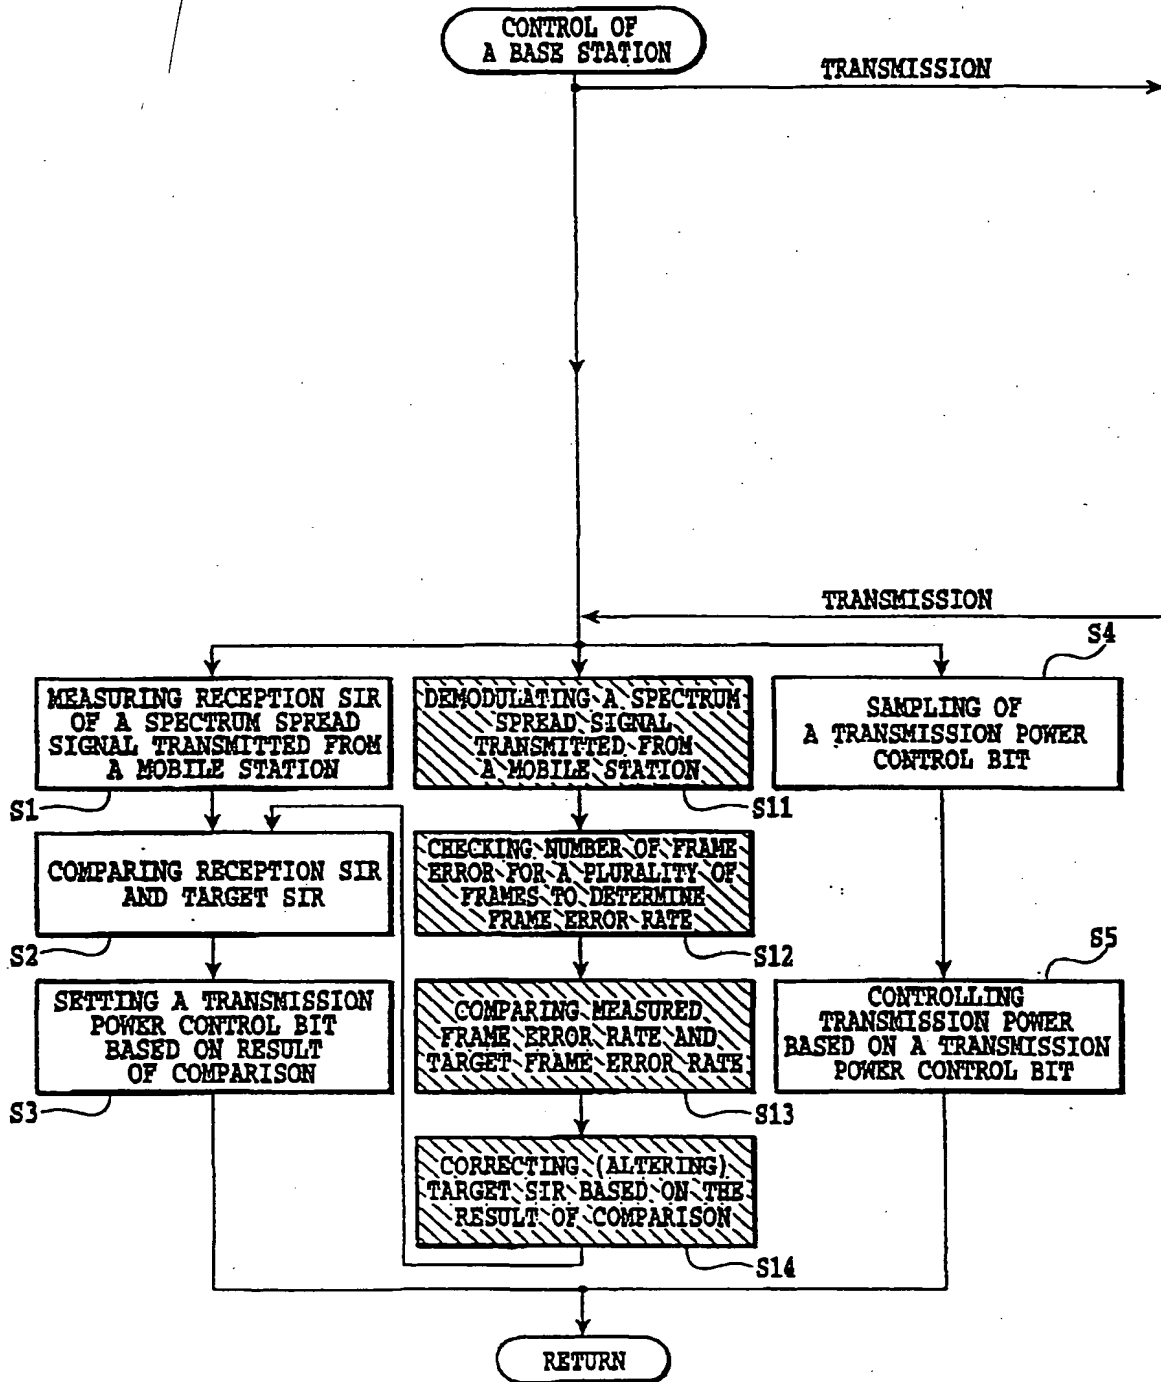 CONTROL OF
A BASE STATION
TRANSMISSION
TRANSMISSION
S4
MEASURING RECEPTION SIR
OF A SPECTRUM SPREAD
SIGNAL TRANSMITTED FROM
A MOBILE STATION
S1
DEMODULATING A SPECTRUM
SPREAD SIGNAL
TRANSMITTED FROM
A MOBILE STATION
S11
SAMPLING OF
A TRANSMISSION POWER
CONTROL BIT
COMPARING RECEPTION SIR
AND TARGET SIR
S2
CHECKING NUMBER OF FRAME
ERROR FOR A PLURALITY OF
FRAMES TO DETERMINE
FRAME ERROR RATE
S12
S5
SETTING A TRANSMISSION
POWER CONTROL BIT
BASED ON RESULT
OF COMPARISON
S3
COMPARING MEASURED
FRAME ERROR RATE AND
TARGET FRAME ERROR RATE
S13
CONTROLLING
TRANSMISSION POWER
BASED ON A TRANSMISSION
POWER CONTROL BIT
CORRECTING (ALTERING)
TARGET SIR BASED ON THE
RESULT OF COMPARISON
S14
RETURN